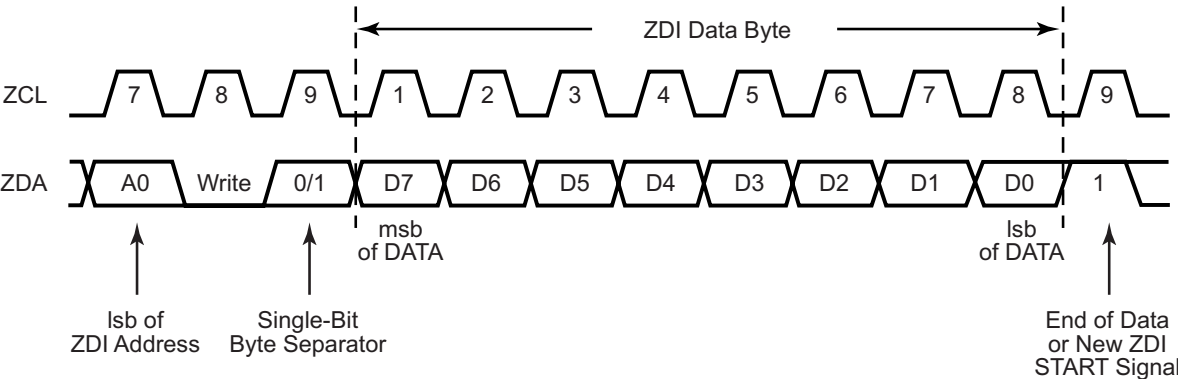 ZDI Data Byte
ZCL 7 8 9 1 2 3 4 5 6 7 8 9
ZDA A0 Write 0/1 D7 D6 D5 D4 D3 D2 D1 D0 1
msb
of DATA
lsb
of DATA
lsb of
ZDI Address
Single-Bit
Byte Separator
End of Data
or New ZDI
START Signal